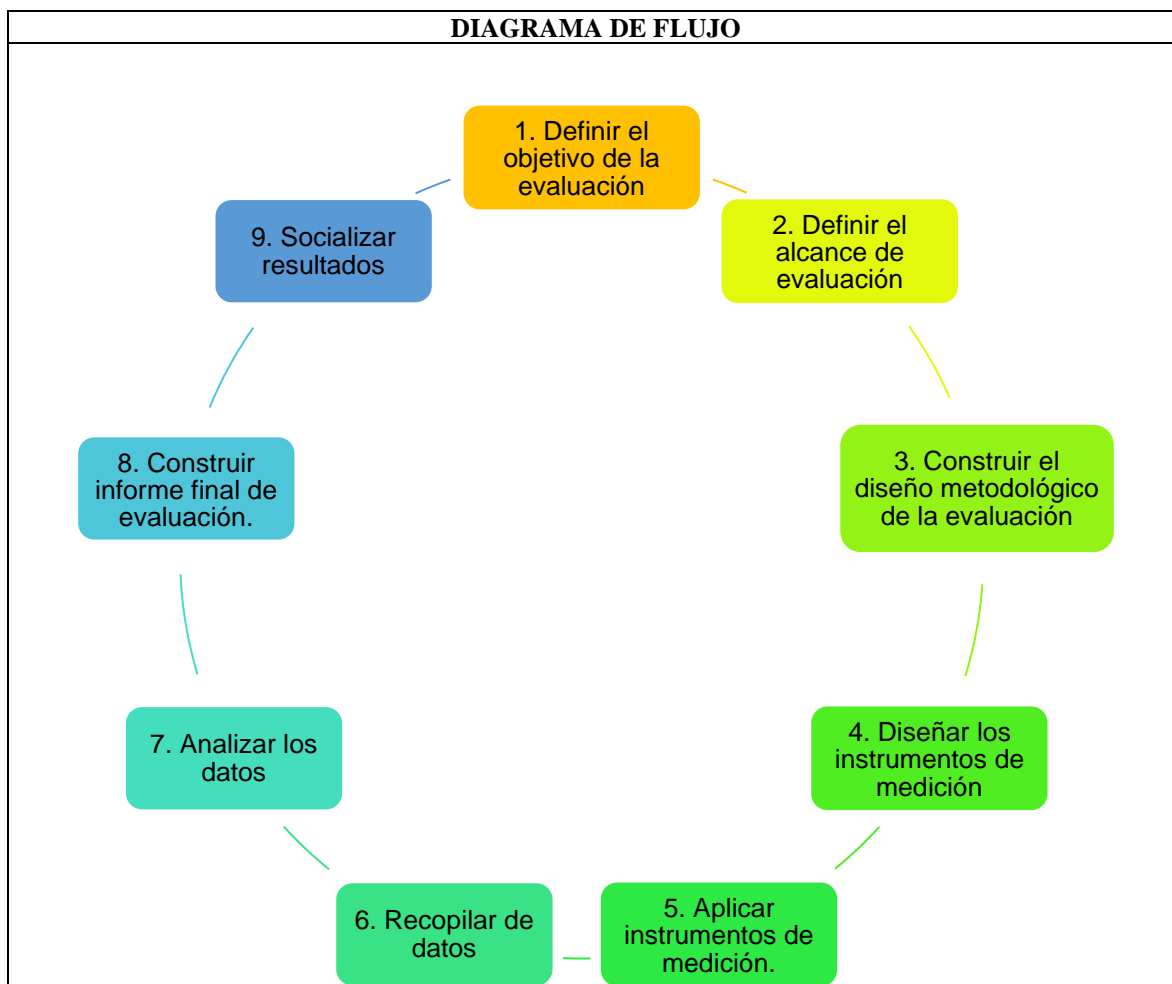 DIAGRAMA DE FLUJO
1. Definir el
objetivo de la
evaluación
2. Definir el
alcance de
evaluación
3. Construir el
diseño metodológico
de la evaluación
4. Diseñar los
instrumentos de
medición
5. Aplicar
instrumentos de
medición.
6. Recopilar de
datos
7. Analizar los
datos
8. Construir
informe final de
evaluación.
9. Socializar
resultados